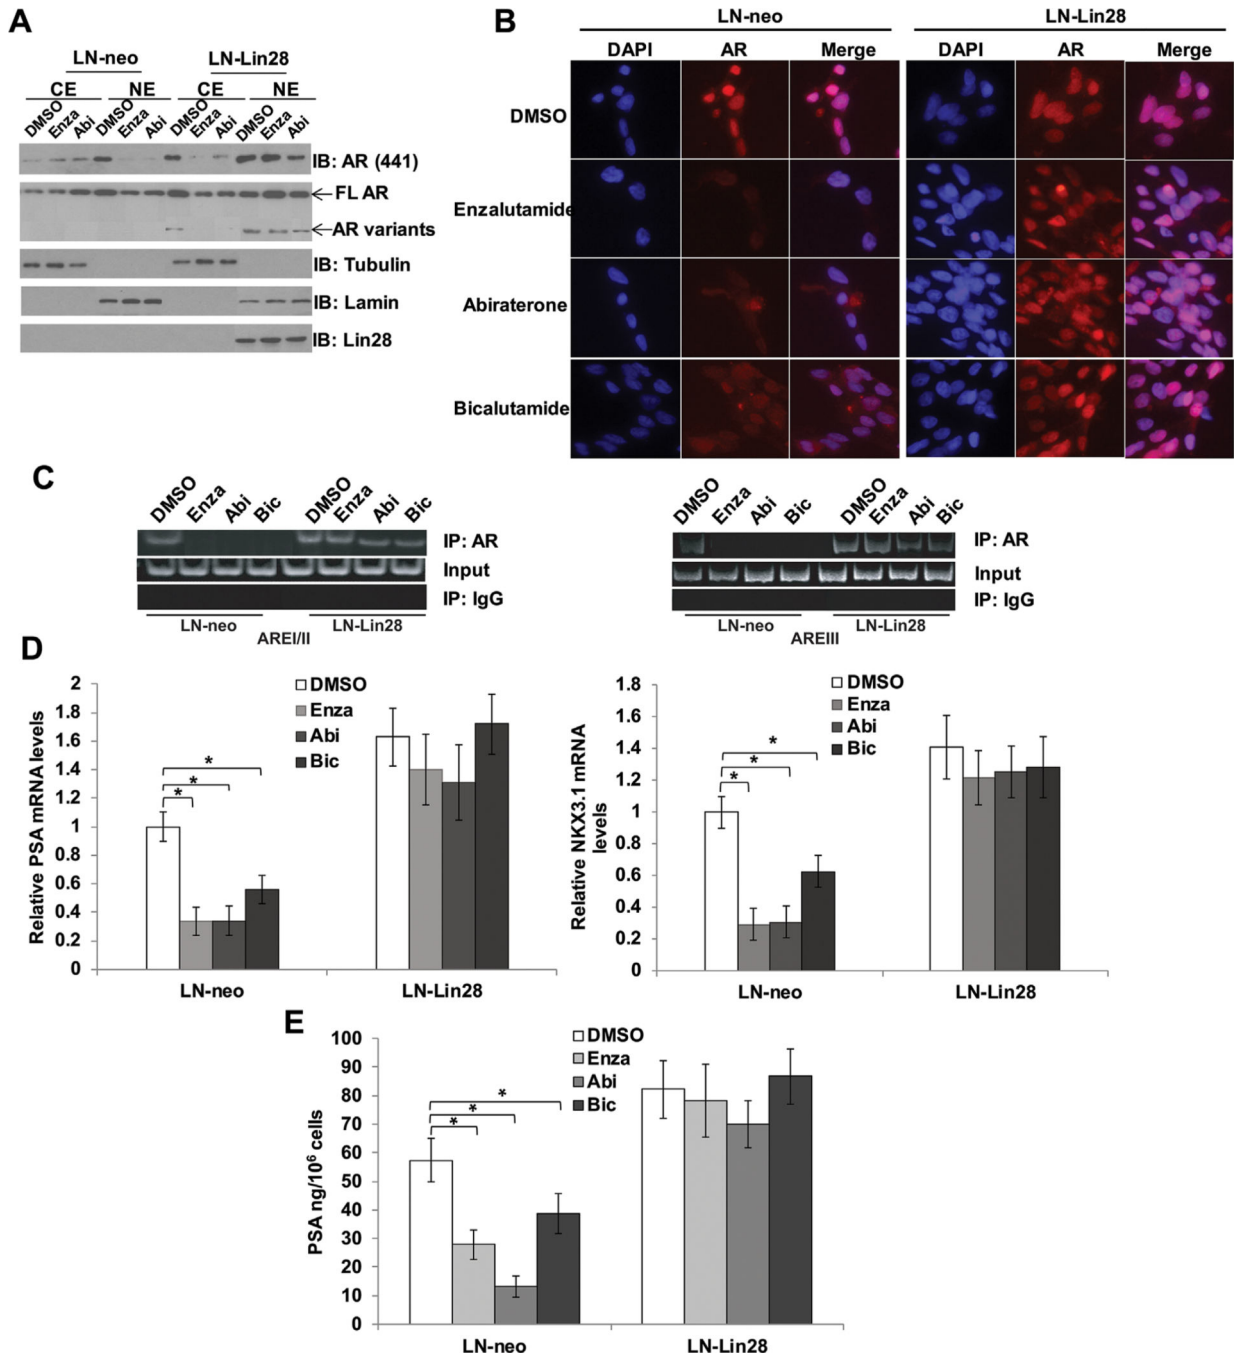 A
LN-neo
LN-Lin28
CE
NE
CE
NE
DMSO
Enza
Abi
DMSO
Enza
Abi
DMSO
Enza
Abi
DMSO
Enza
Abi
IB: AR (441)
FL AR
AR variants
IB: Tubulin
IB: Lamin
IB: Lin28
B
LN-neo
LN-Lin28
DAPI
AR
Merge
DAPI
AR
Merge
DMSO
Enzalutamide
Abiraterone
Bicalutamide
C
DMSO
Enza
Abi
Bic
DMSO
Enza
Abi
Bic
IP: AR
Input
IP: IgG
LN-neo
LN-Lin28
AREI/II
DMSO
Enza
Abi
Bic
DMSO
Enza
Abi
Bic
IP: AR
Input
IP: IgG
LN-neo
LN-Lin28
AREIII
D
Relative PSA mRNA levels
2
1.8
1.6
1.4
1.2
1
0.8
0.6
0.4
0.2
0
DMSO
Enza
Abi
Bic
*
*
*
LN-neo
LN-Lin28
Relative NKX3.1 mRNA
levels
1.8
1.6
1.4
1.2
1
0.8
0.6
0.4
0.2
0
DMSO
Enza
Abi
Bic
*
*
*
LN-neo
LN-Lin28
E
PSA ng/10⁶ cells
100
90
80
70
60
50
40
30
20
10
0
DMSO
Enza
Abi
Bic
*
*
*
LN-neo
LN-Lin28